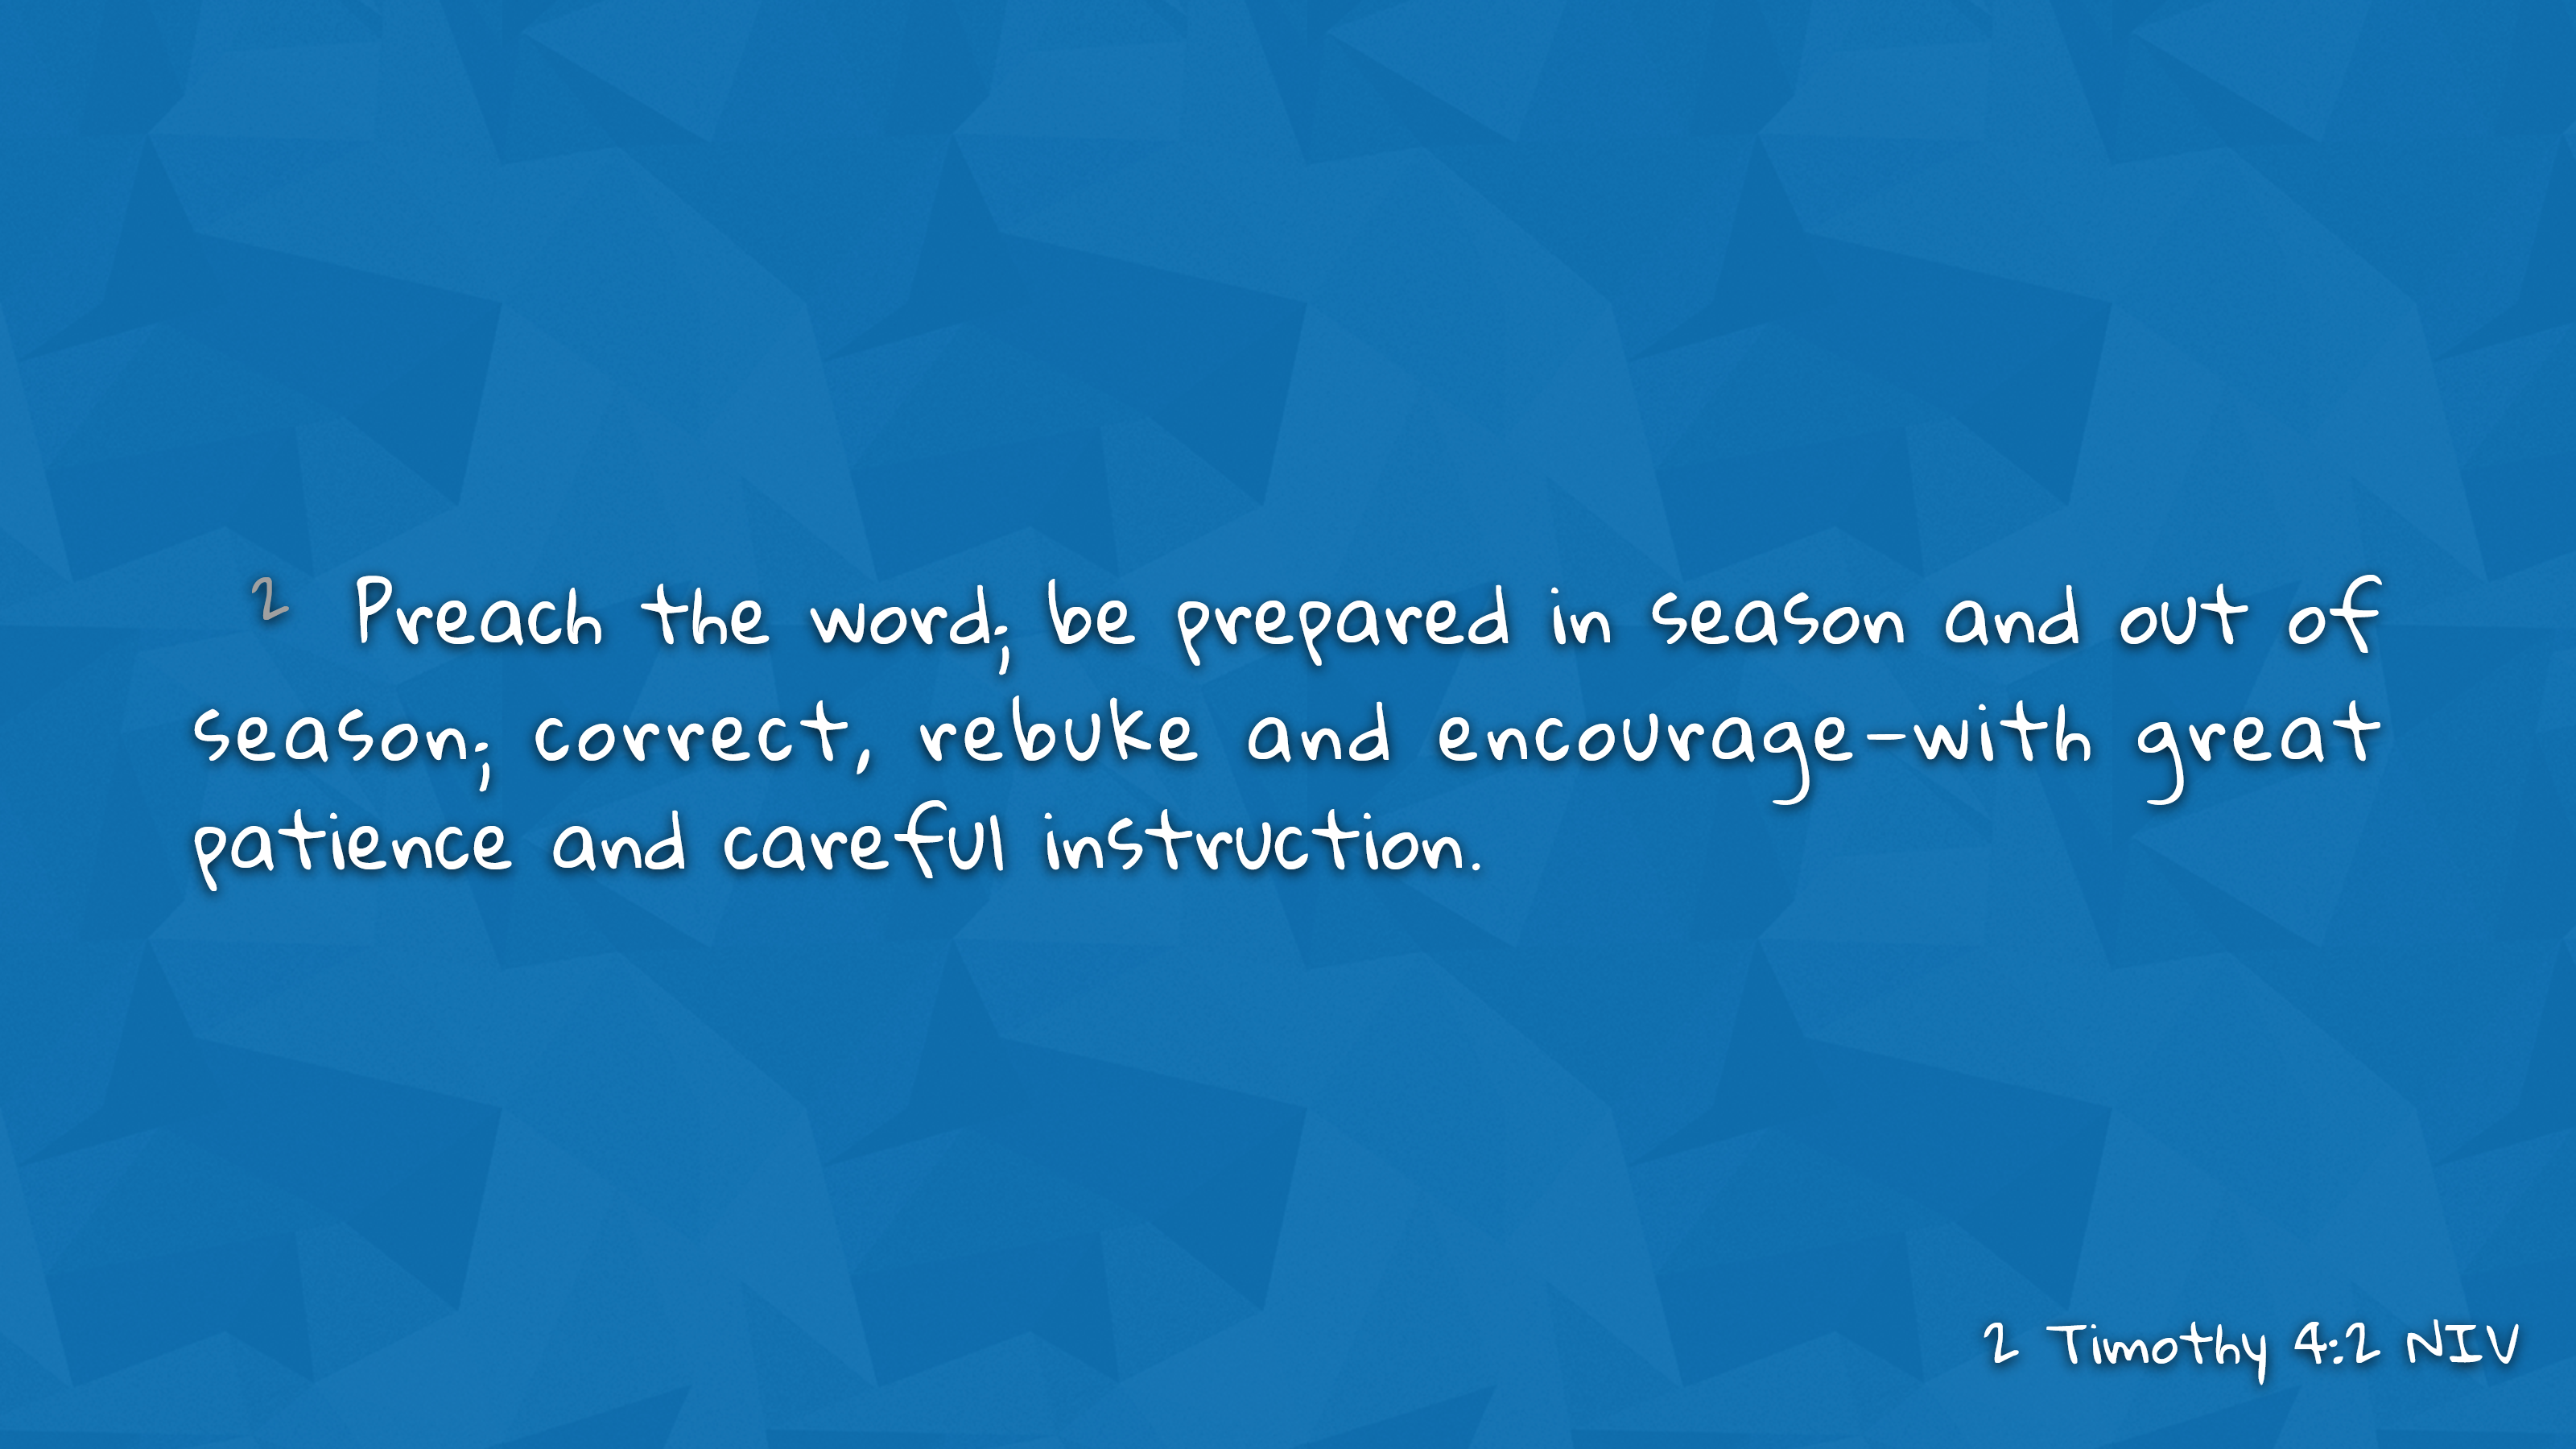 2 Preach the word; be prepared in season and out of
season; correct, rebuke and encourage-with great
patience and careful instruction.
2 Timothy 4:2 NIV